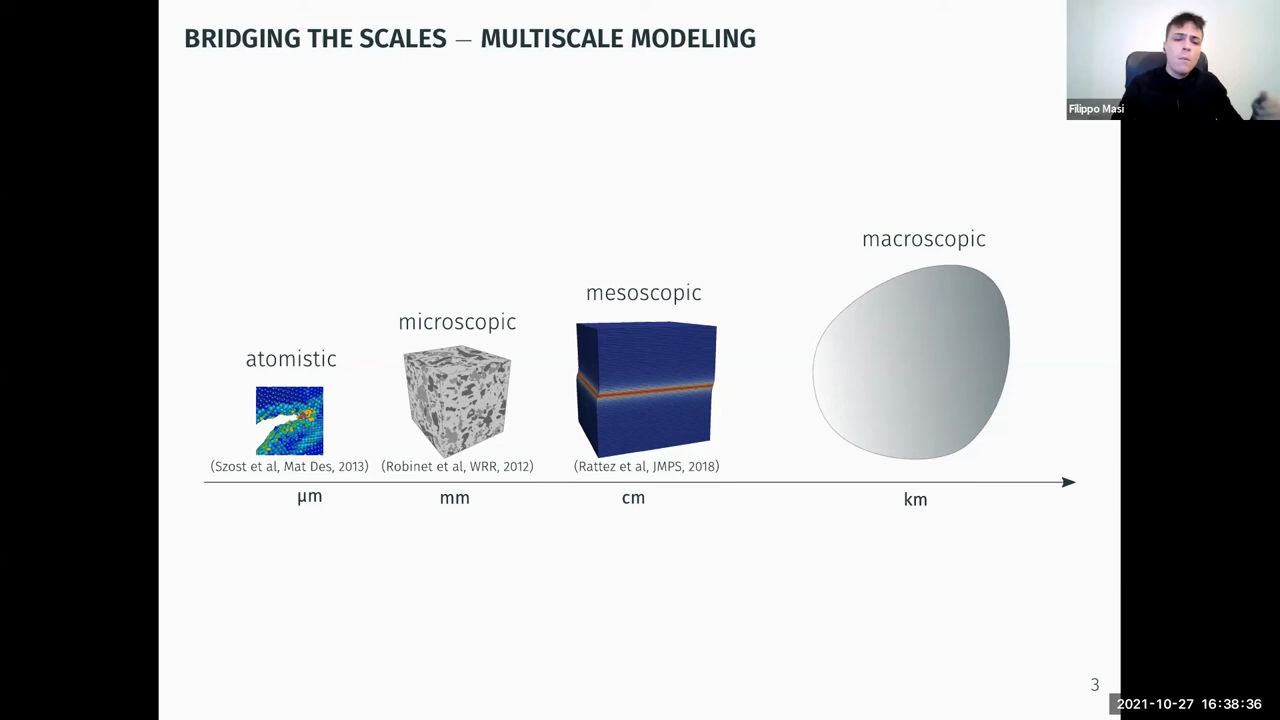 BRIDGING THE SCALES — MULTISCALE MODELING
Filippo Masi
macroscopic
mesoscopic
microscopic
atomistic
(Szost et al, Mat Des, 2013) (Robinet et al, WRR, 2012) (Rattez et al, JMPS, 2018)
μm mm cm km
3
2021-10-27 16:38:36